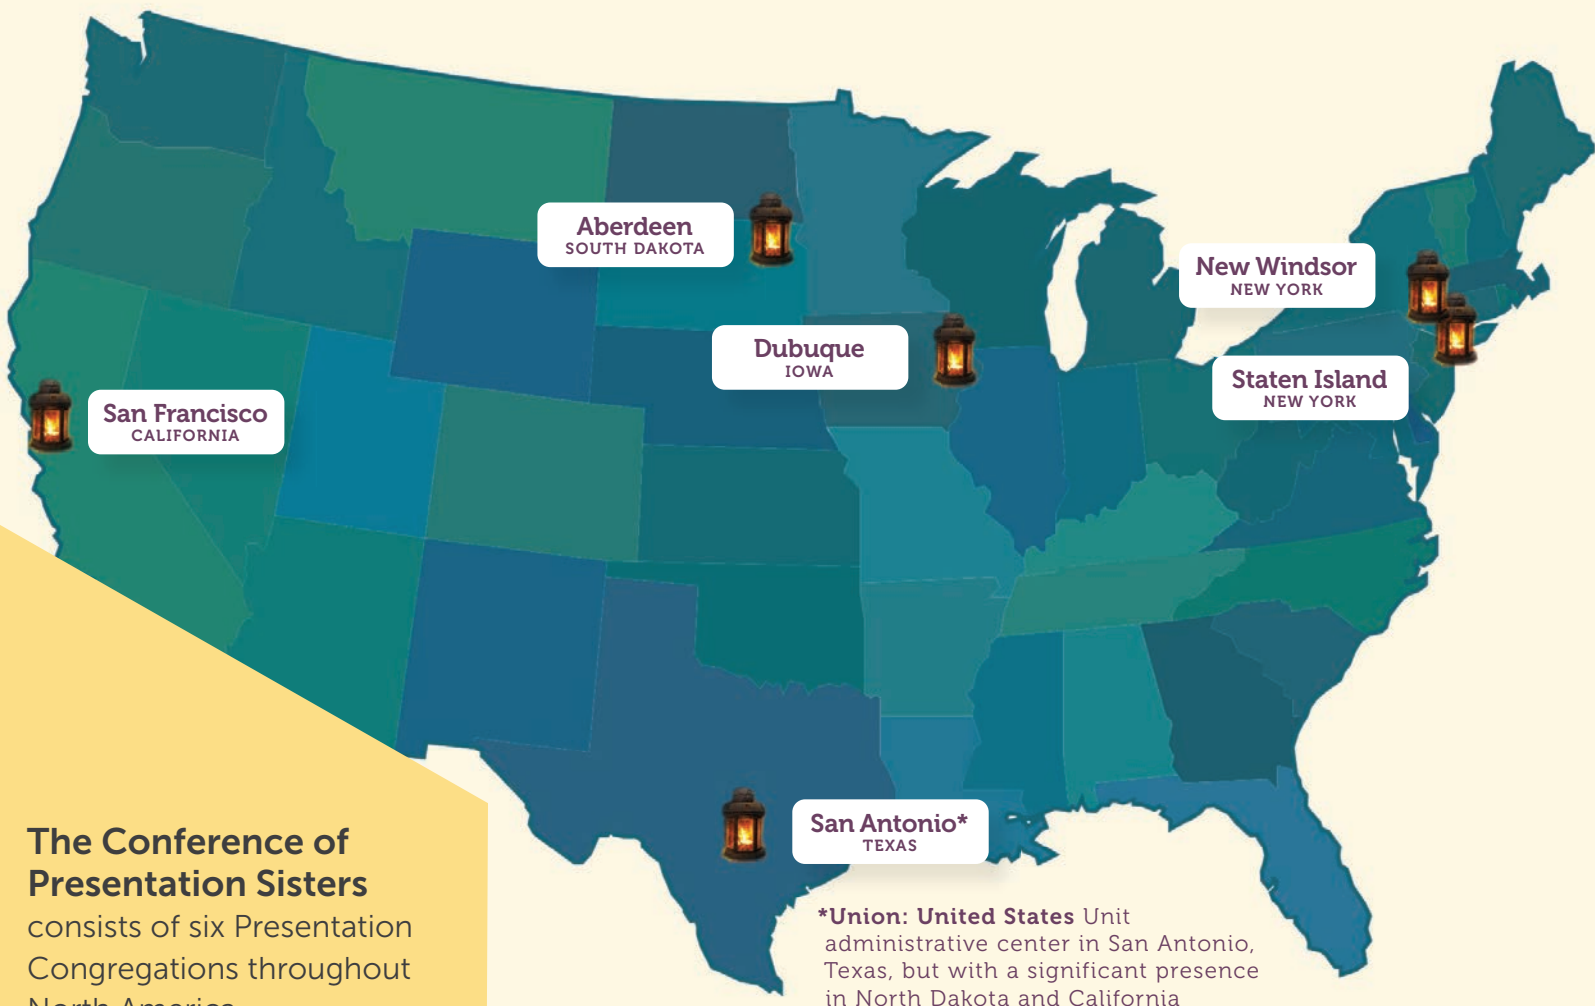 Aberdeen
SOUTH DAKOTA
New Windsor
NEW YORK
Dubuque
IOWA
Staten Island
NEW YORK
San Francisco
CALIFORNIA
San Antonio*
TEXAS
The Conference of
Presentation Sisters
consists of six Presentation
Congregations throughout
North America
*Union: United States Unit
administrative center in San Antonio,
Texas, but with a significant presence
in North Dakota and California